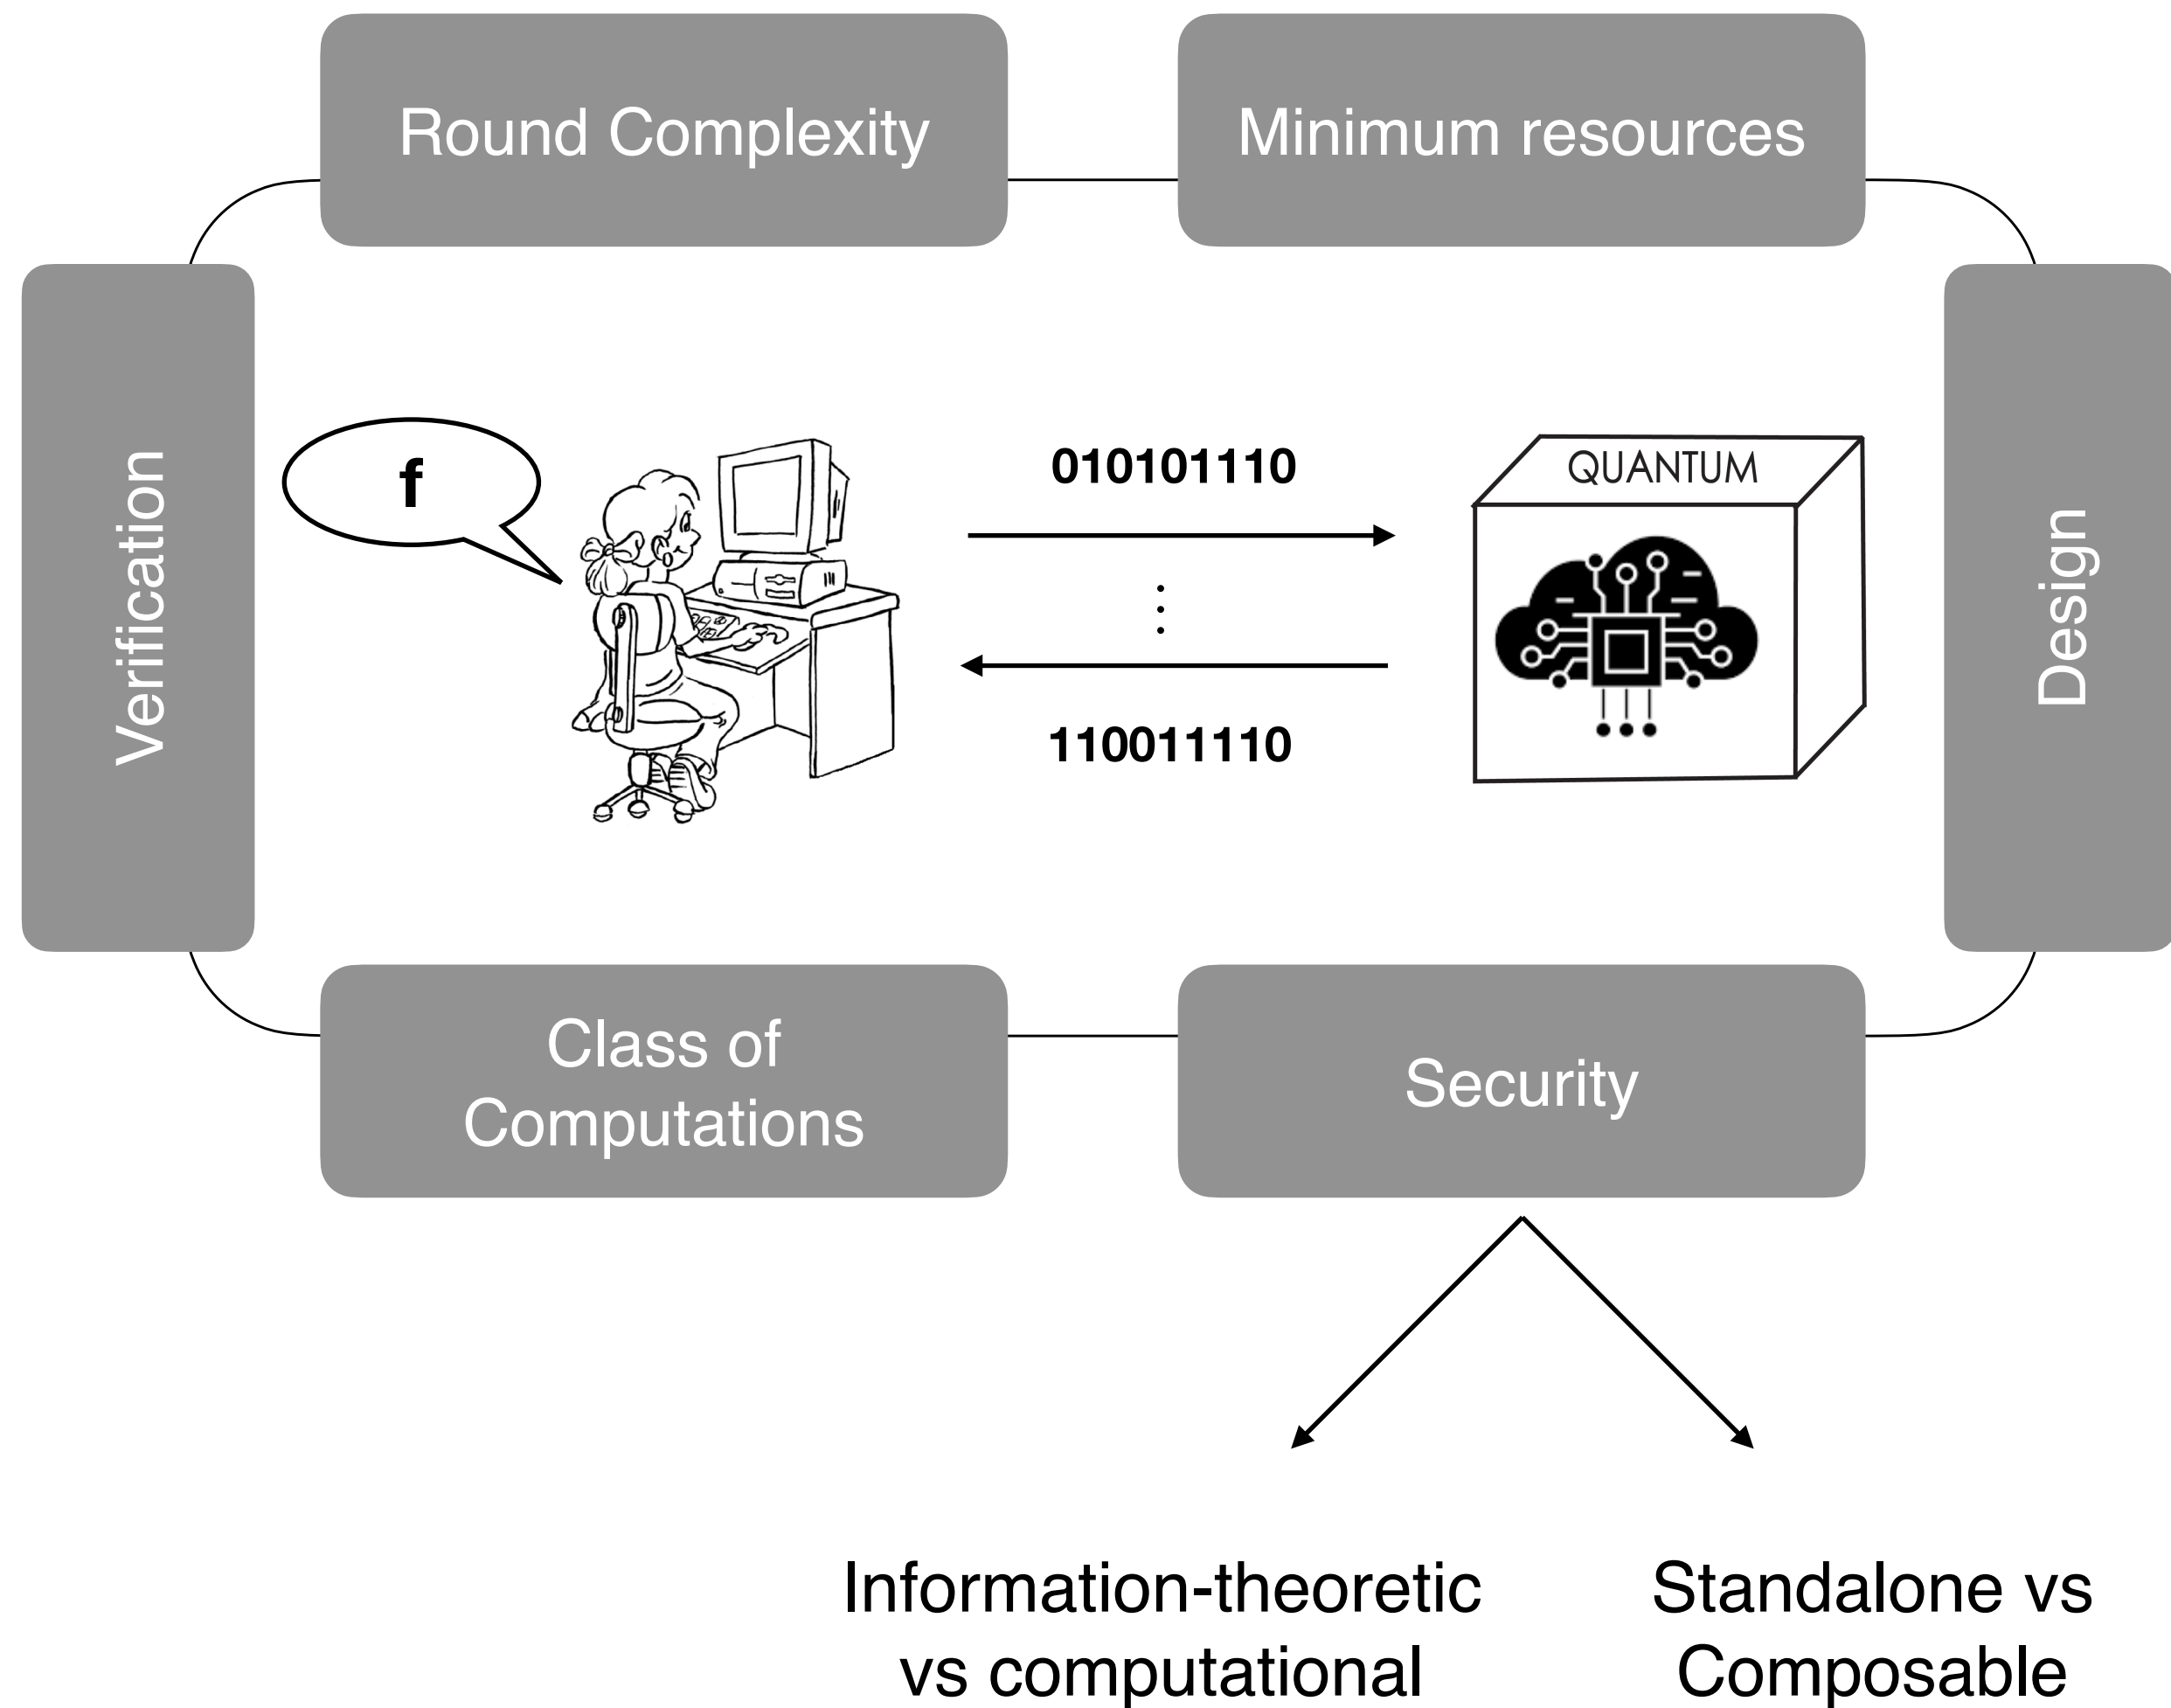 Round Complexity
Minimum resources
Verification
f
010101110
QUANTUM
110011110
Design
Class of
Computations
Security
Information-theoretic
vs computational
Standalone vs
Composable